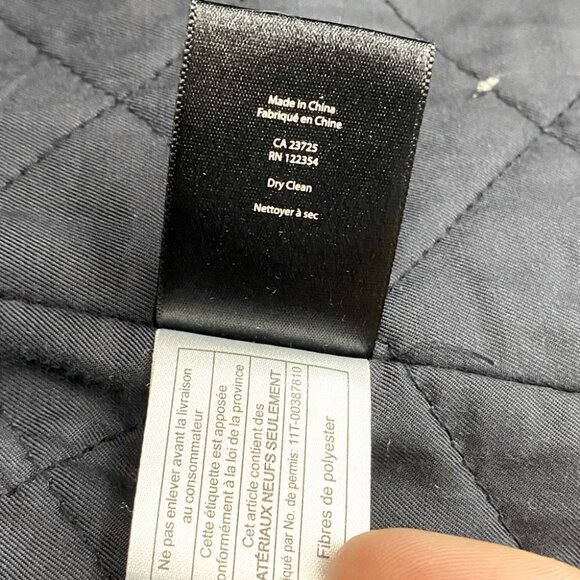 Made in China
Fabriqué en Chine
CA 23725
RN 122354
Dry Clean
Nettoyer à sec
Ne pas enlever avant la livraison
au consommateur
Cette étiquette est apposée
conformément à la loi de la province
Cet article contient des
MATÉRIAUX NEUFS SEULEMENT
No. de permis: 11T-00387810
Fibres de polyester